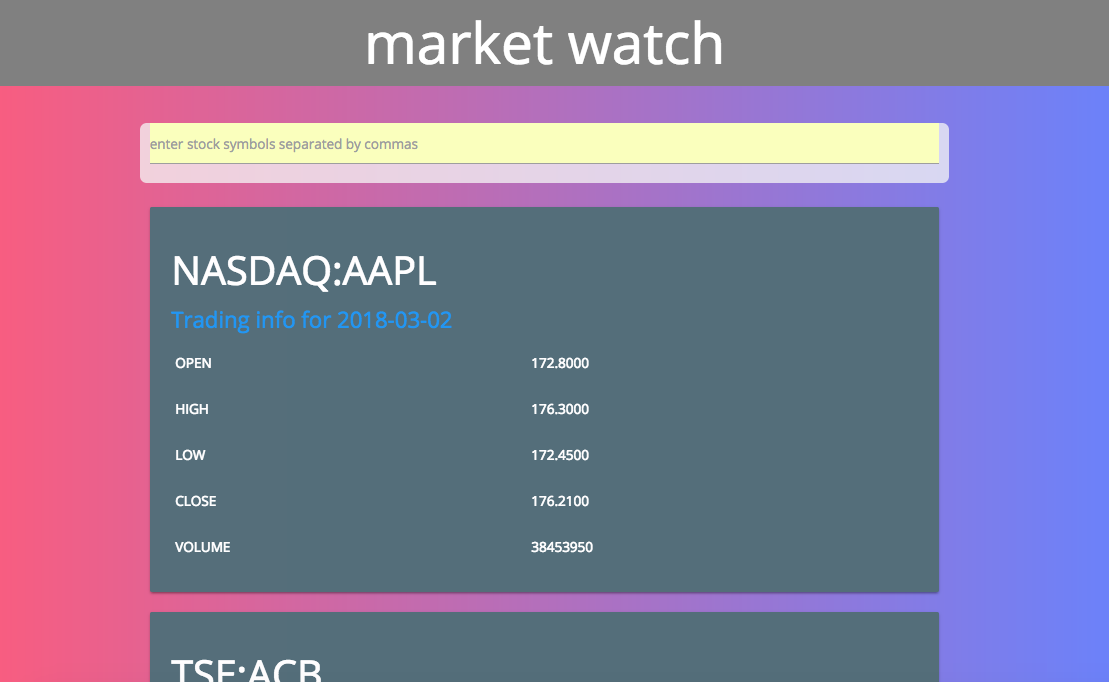 market watch
enter stock symbols separated by commas
NASDAQ:AAPL
Trading info for 2018-03-02
OPEN 172.8000
HIGH 176.3000
LOW 172.4500
CLOSE 176.2100
VOLUME 38453950
TSE:ACB